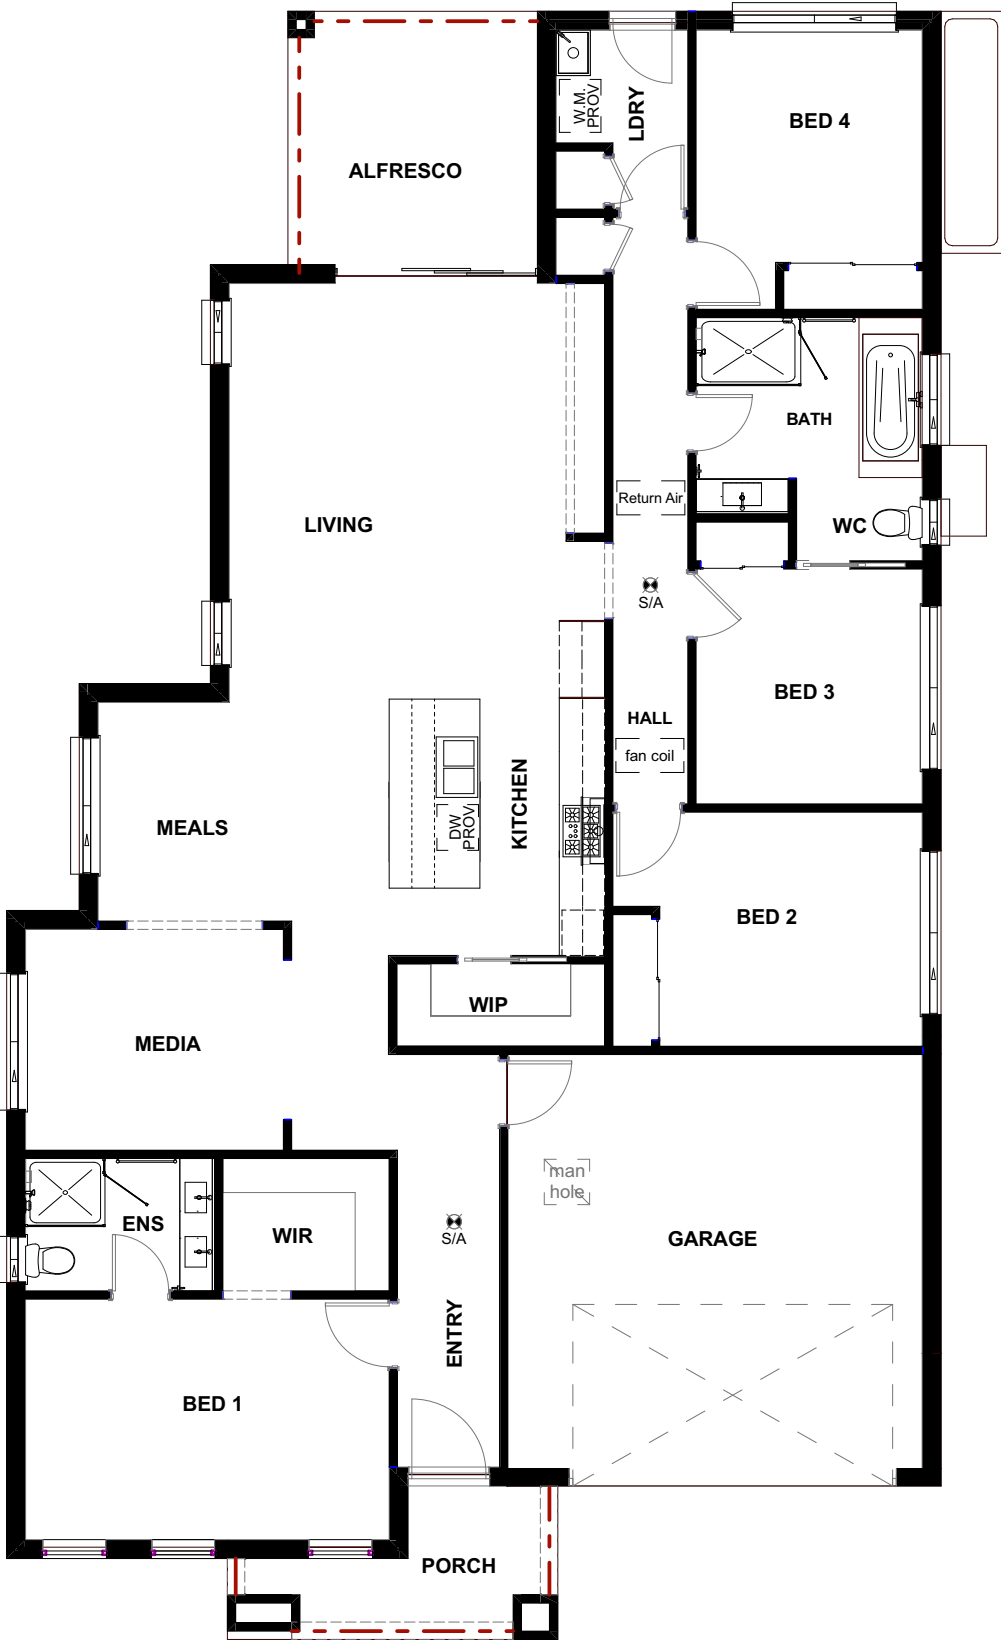 W.M.
PROV
LDRY
BED 4
ALFRESCO
BATH
Return Air
LIVING
WC
S/A
BED 3
HALL
fan coil
KITCHEN
DW
PROV
MEALS
BED 2
WIP
MEDIA
man
hole
ENS
WIR
S/A
GARAGE
ENTRY
BED 1
PORCH